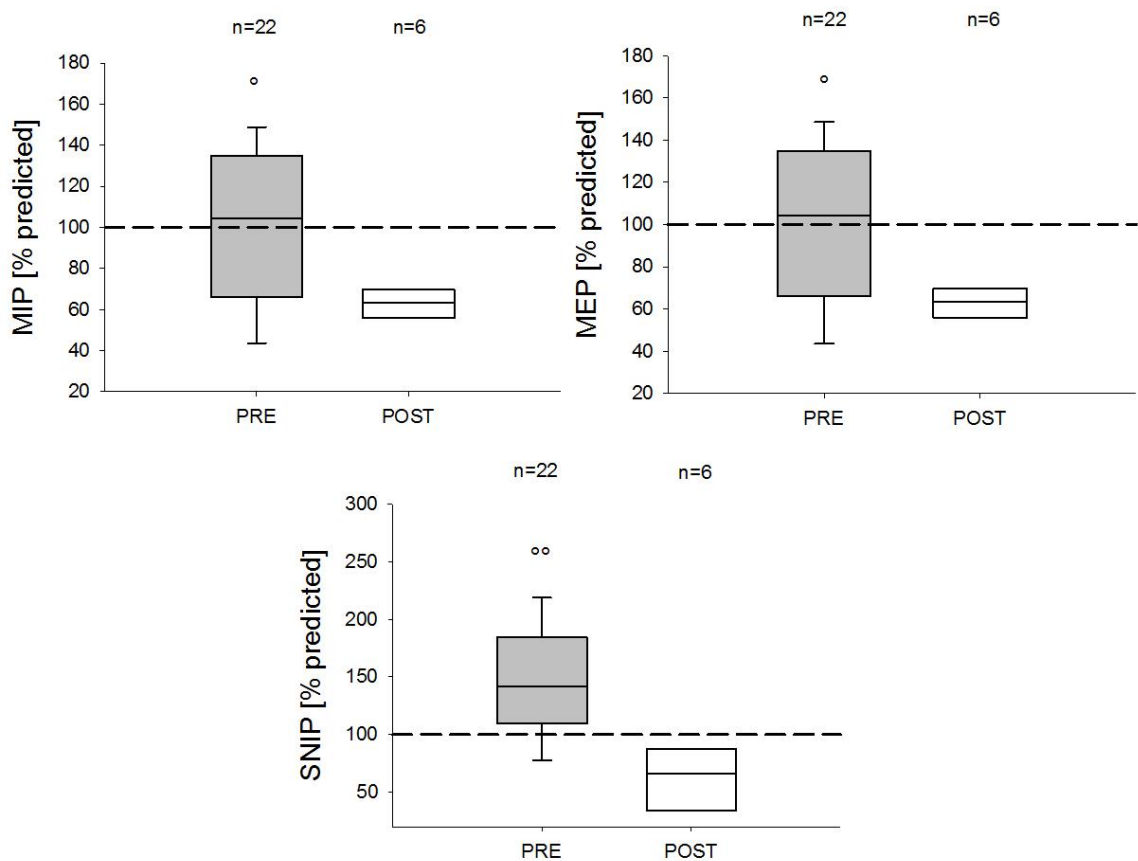 n=22 n=6
MIP [% predicted]
180
160
140
120
100
80
60
40
20
PRE POST
n=22 n=6
MEP [% predicted]
180
160
140
120
100
80
60
40
20
PRE POST
n=22 n=6
SNIP [% predicted]
300
250
200
150
100
50
PRE POST